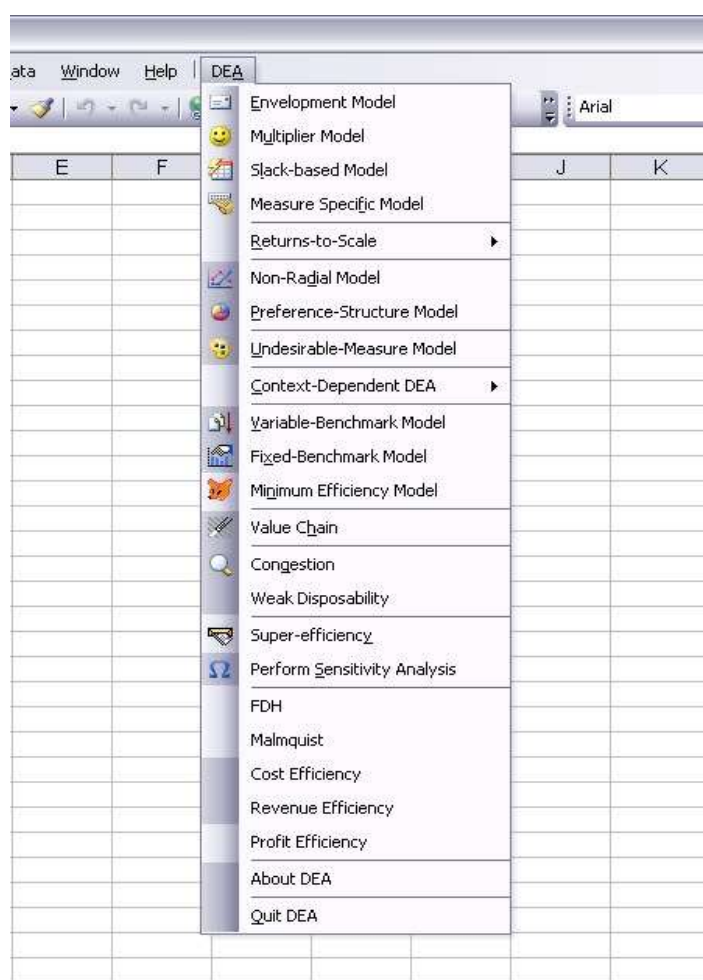 ata Window Help DEA
Arial
E F J K
Envelopment Model
Multiplier Model
Slack-based Model
Measure Specific Model
Returns-to-Scale
Non-Radial Model
Preference-Structure Model
Undesirable-Measure Model
Context-Dependent DEA
Variable-Benchmark Model
Fixed-Benchmark Model
Minimum Efficiency Model
Value Chain
Congestion
Weak Disposability
Super-efficiency
Perform Sensitivity Analysis
FDH
Malmquist
Cost Efficiency
Revenue Efficiency
Profit Efficiency
About DEA
Quit DEA